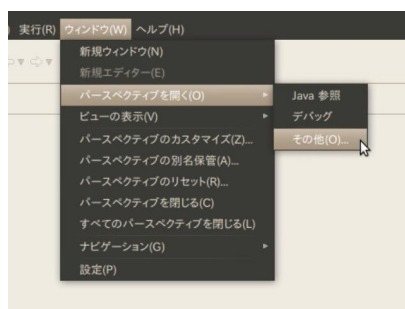 実行(R) ウィンドウ(W) ヘルプ(H)
新規ウィンドウ(N)
新規エディター(E)
パースペクティブを開く(O)
Java 参照
ビューの表示(V)
デバッグ
パースペクティブのカスタマイズ(Z)...
その他(O)...
パースペクティブの別名保管(A)...
パースペクティブのリセット(R)...
パースペクティブを閉じる(C)
すべてのパースペクティブを閉じる(L)
ナビゲーション(G)
設定(P)